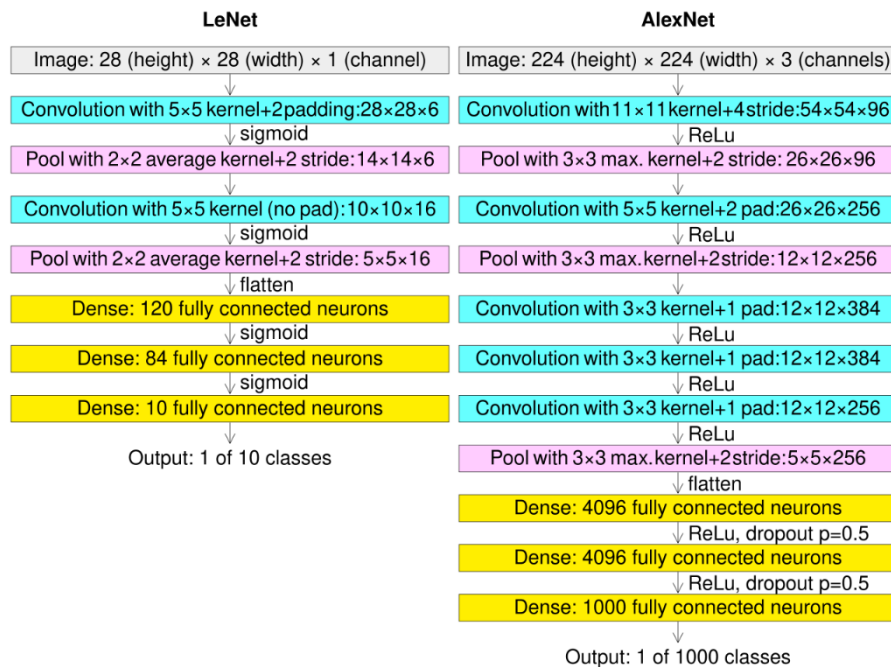 LeNet
Image: 28 (height) × 28 (width) × 1 (channel)
Convolution with 5×5 kernel+2padding:28×28×6
sigmoid
Pool with 2×2 average kernel+2 stride:14×14×6
Convolution with 5×5 kernel (no pad):10×10×16
sigmoid
Pool with 2×2 average kernel+2 stride: 5×5×16
flatten
Dense: 120 fully connected neurons
sigmoid
Dense: 84 fully connected neurons
sigmoid
Dense: 10 fully connected neurons
Output: 1 of 10 classes
AlexNet
Image: 224 (height) × 224 (width) × 3 (channels)
Convolution with 11×11 kernel+4 stride:54×54×96
ReLu
Pool with 3×3 max. kernel+2 stride: 26×26×96
Convolution with 5×5 kernel+2 pad:26×26×256
ReLu
Pool with 3×3 max.kernel+2stride:12×12×256
Convolution with 3×3 kernel+1 pad:12×12×384
ReLu
Convolution with 3×3 kernel+1 pad:12×12×384
ReLu
Convolution with 3×3 kernel+1 pad:12×12×256
ReLu
Pool with 3×3 max.kernel+2stride:5×5×256
flatten
Dense: 4096 fully connected neurons
ReLu, dropout p=0.5
Dense: 4096 fully connected neurons
ReLu, dropout p=0.5
Dense: 1000 fully connected neurons
Output: 1 of 1000 classes